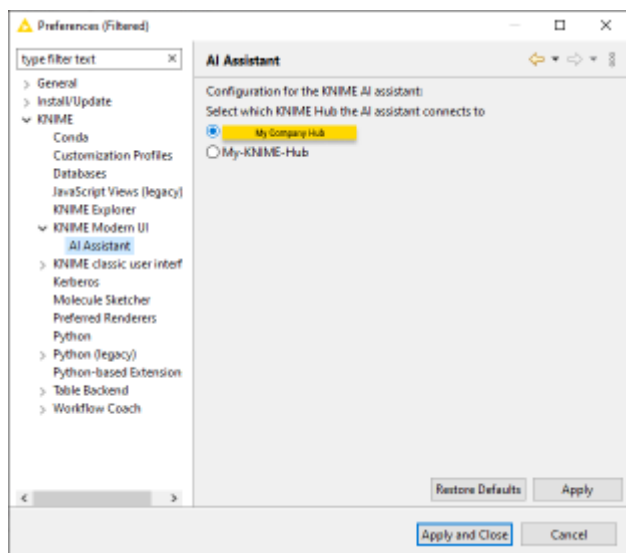 Preferences (Filtered)
type filter text
General
Install/Update
KNIME
Conda
Customization Profiles
Databases
JavaScript Views (legacy)
KNIME Explorer
KNIME Modern UI
AI Assistant
KNIME classic user interf
Kerberos
Molecule Sketcher
Preferred Renderers
Python
Python (legacy)
Python-based Extension
Table Backend
Workflow Coach
AI Assistant
Configuration for the KNIME AI assistant:
Select which KNIME Hub the AI assistant connects to
My Company Hub
My-KNIME-Hub
Restore Defaults
Apply
Apply and Close
Cancel